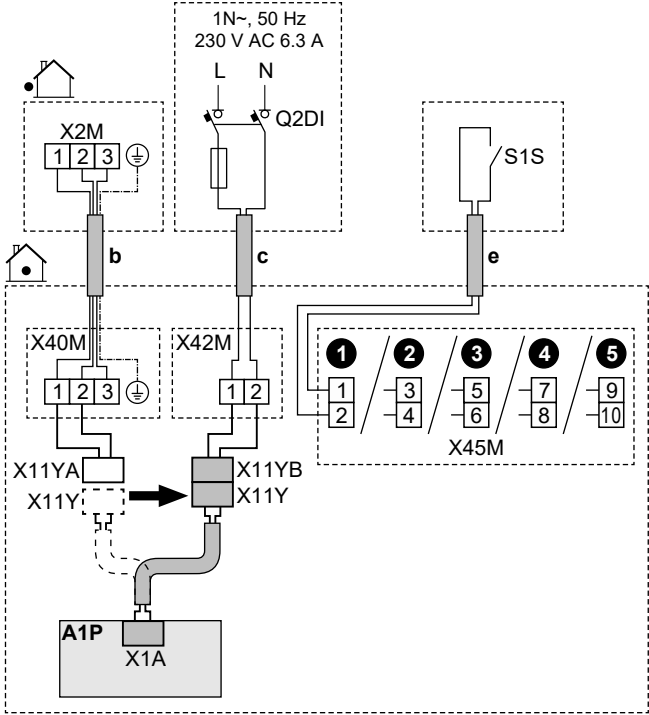 1N~, 50 Hz
230 V AC 6.3 A
L N
Q2DI
X2M
1 2 3
S1S
b
c
e
X40M
1 2 3
X42M
1 2
1 2 3 4 5
1 3 5 7 9
2 4 6 8 10
X45M
X11YA
X11Y
X11YB
X11Y
A1P
X1A